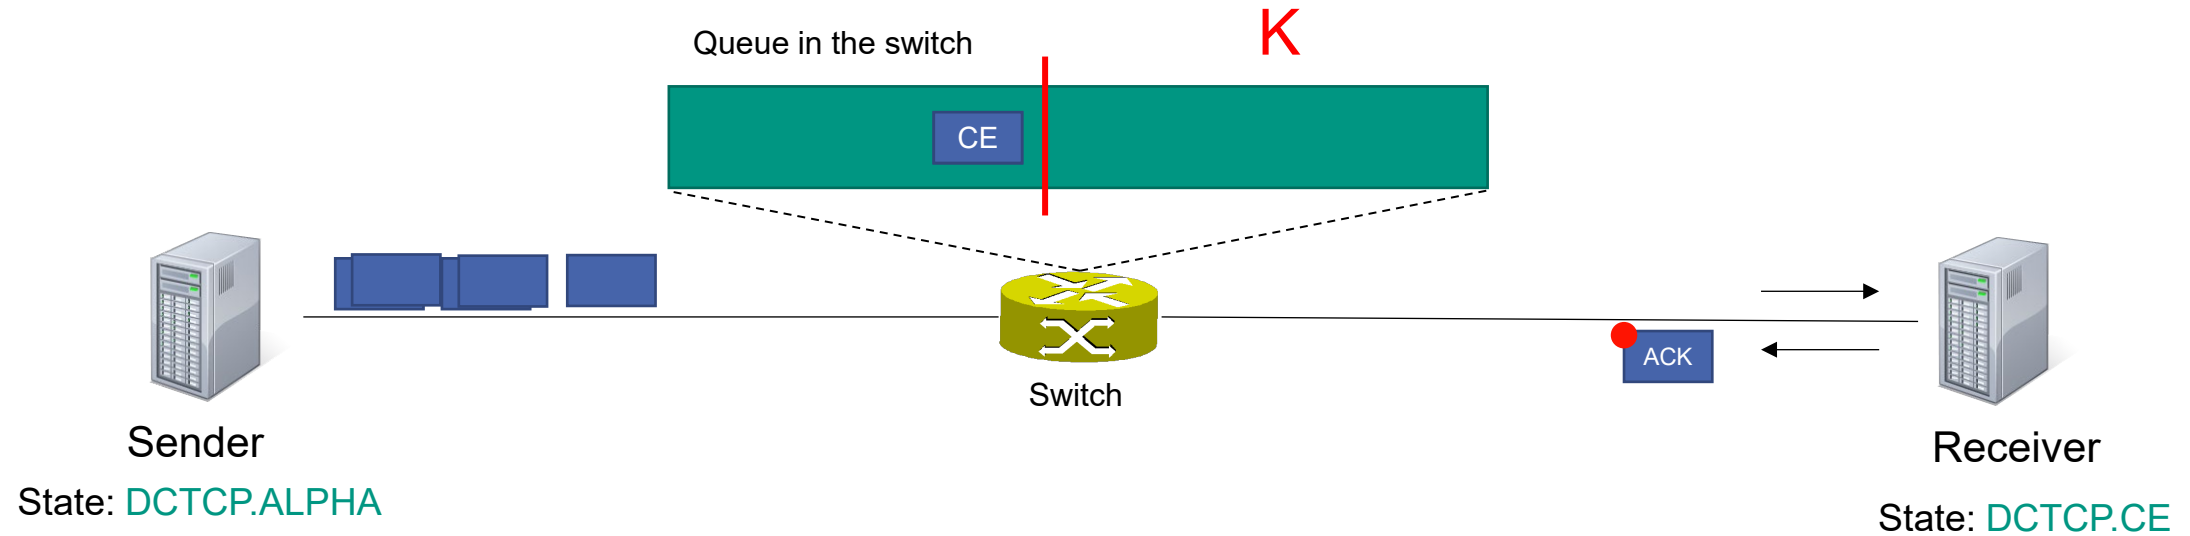 K
Queue in the switch
CE
ACK
Switch
Sender
Receiver
State: DCTCP.ALPHA
State: DCTCP.CE